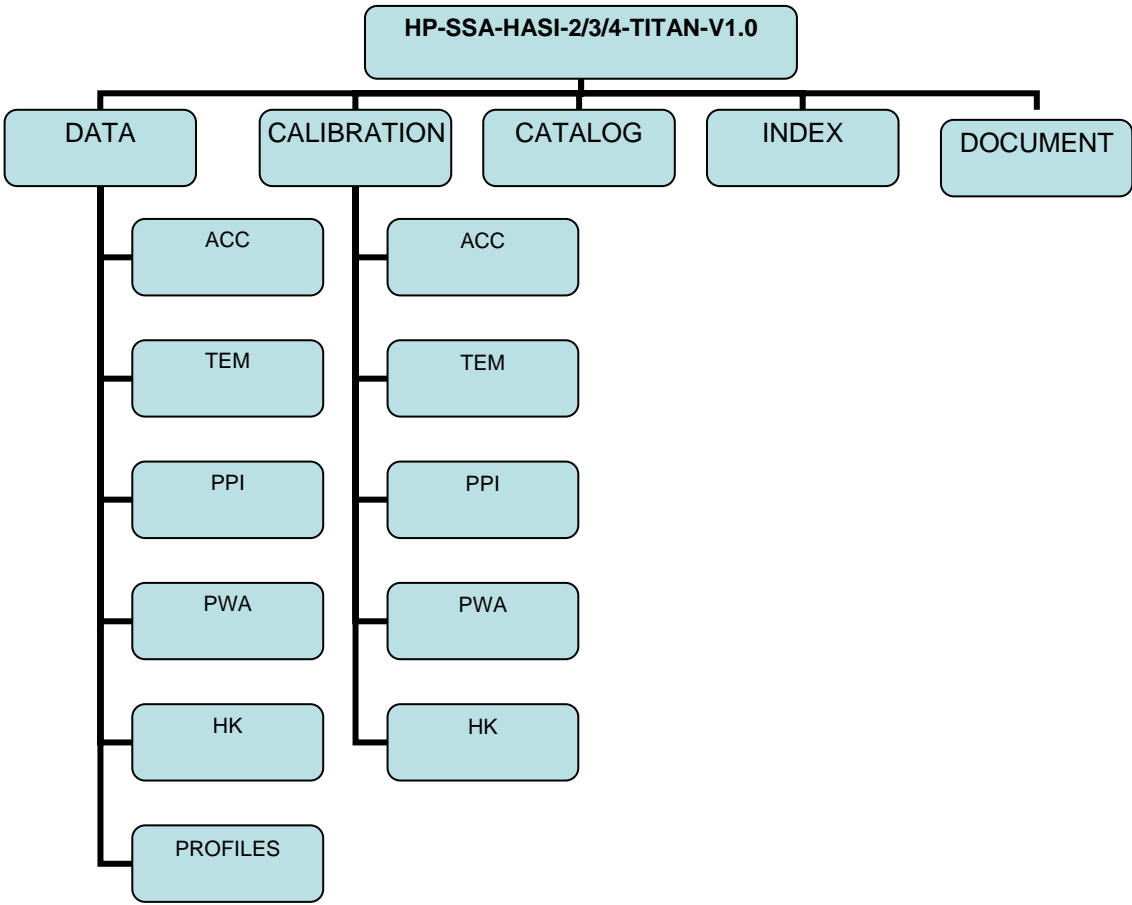 HP-SSA-HASI-2/3/4-TITAN-V1.0
DATA
CALIBRATION
CATALOG
INDEX
DOCUMENT
ACC
ACC
TEM
TEM
PPI
PPI
PWA
PWA
HK
HK
PROFILES